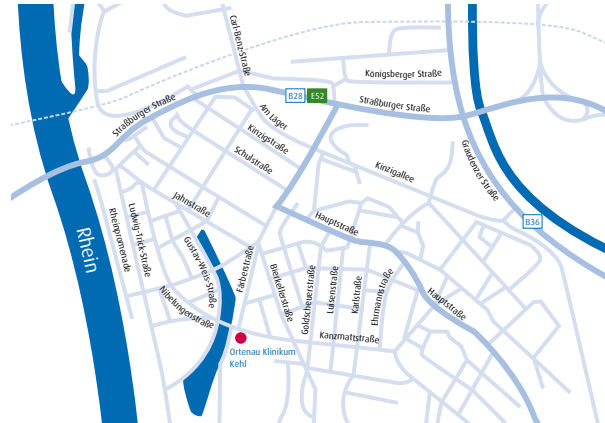 Carl-Benz-Straße
Königsberger Straße
B28
E52
Straßburger Straße
Straßburger Straße
Am Läger
Kinzigstraße
Schulstraße
Kinzigallee
Graudenzer Straße
B36
Jahnstraße
Hauptstraße
Rhein
Rheinpromenade
Ludwig-Trick-Straße
Gustav-Weis-Straße
Färberstraße
Bierkellerstraße
Goldscheuerstraße
Luisenstraße
Karlstraße
Ehrmannstraße
Hauptstraße
Nibelungenstraße
Kanzmattstraße
Ortenau Klinikum
Kehl